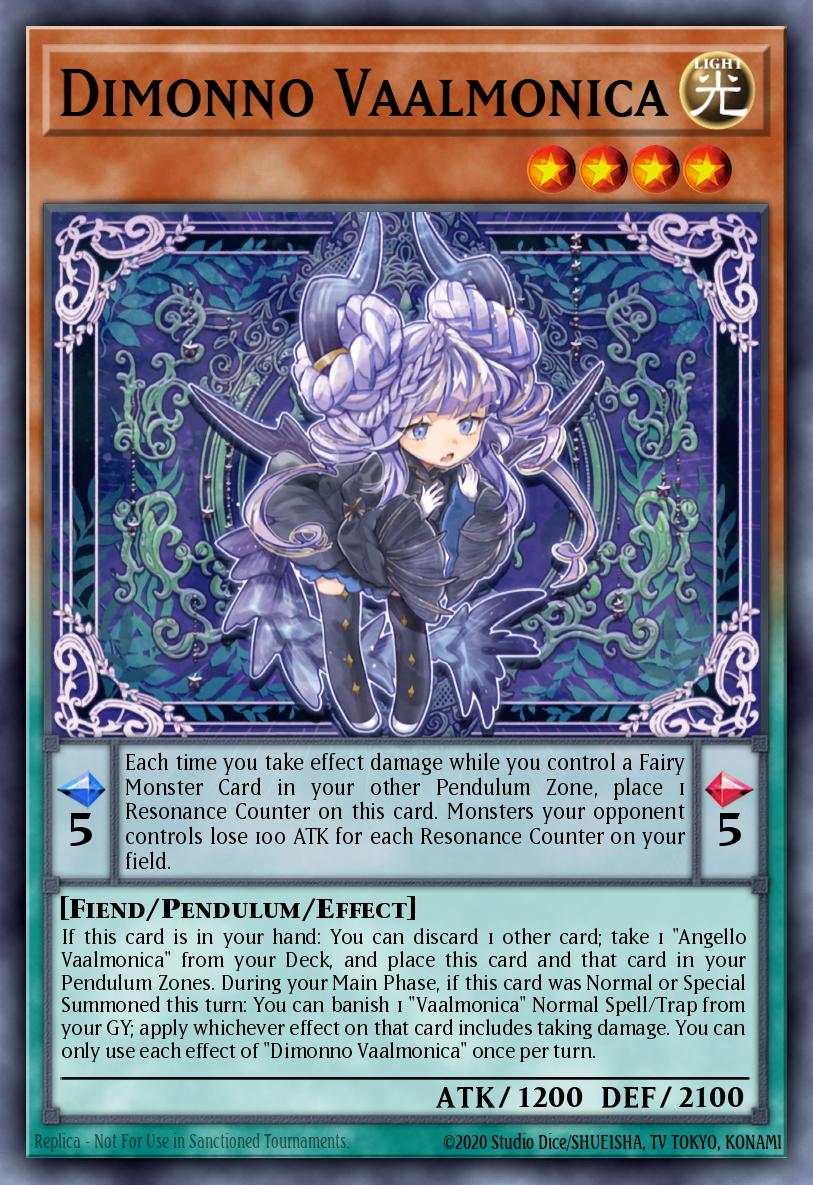 Dimonno Vaalmonica
LIGHT
光
Each time you take effect damage while you control a Fairy
Monster Card in your other Pendulum Zone, place 1
Resonance Counter on this card. Monsters your opponent
controls lose 100 ATK for each Resonance Counter on your
field.
5
5
[Fiend/Pendulum/Effect]
If this card is in your hand: You can discard 1 other card; take 1 "Angello
Vaalmonica" from your Deck, and place this card and that card in your
Pendulum Zones. During your Main Phase, if this card was Normal or Special
Summoned this turn: You can banish 1 "Vaalmonica" Normal Spell/Trap from
your GY; apply whichever effect on that card includes taking damage. You can
only use each effect of "Dimonno Vaalmonica" once per turn.
ATK/1200 DEF/2100
Replica - Not For Use in Sanctioned Tournaments.
©2020 Studio Dice/SHUEISHA, TV TOKYO, KONAMI